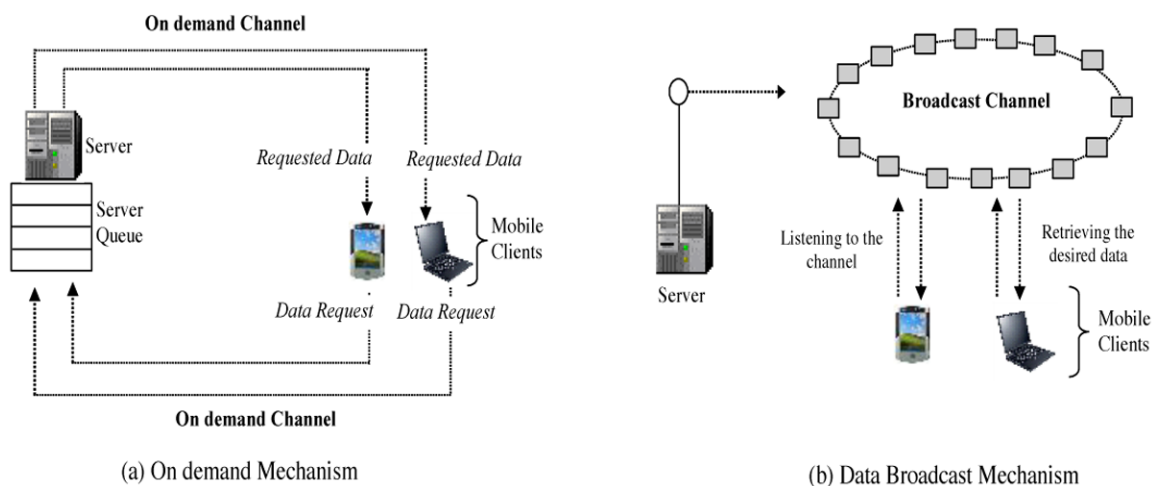 On demand Channel
Server
Server
Queue
Requested Data
Requested Data
Mobile
Clients
Data Request
Data Request
On demand Channel
(a) On demand Mechanism
Broadcast Channel
Server
Listening to the
channel
Retrieving the
desired data
Mobile
Clients
(b) Data Broadcast Mechanism